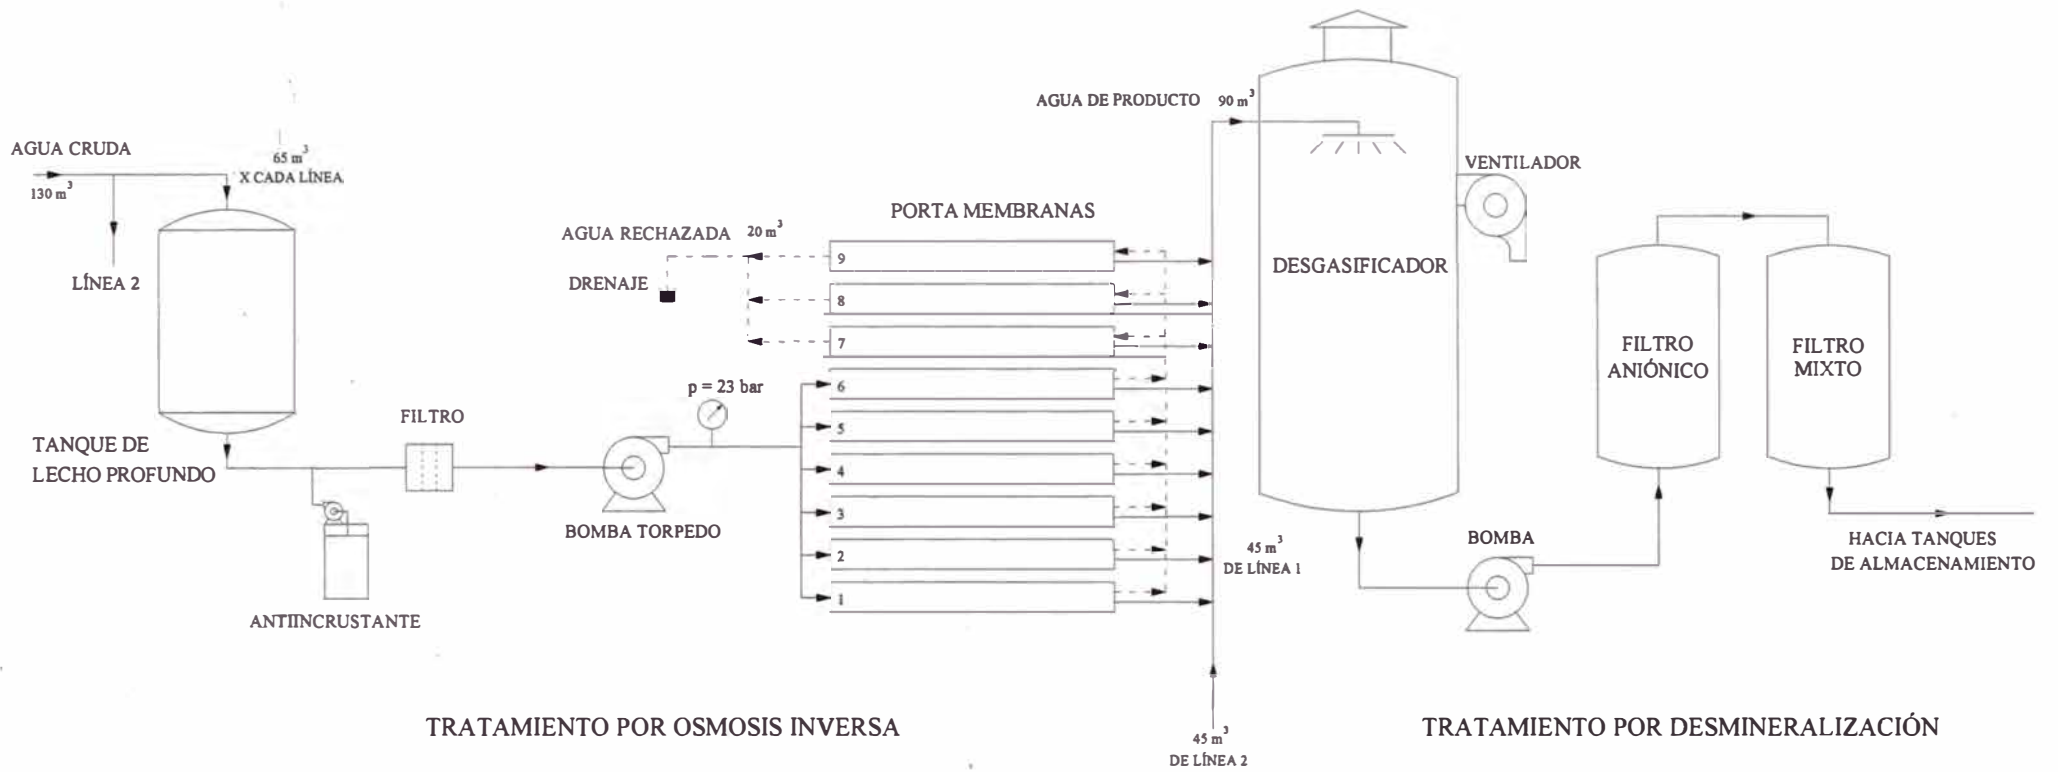 AGUA CRUDA
130 m³
65 m³
X CADA LÍNEA
LÍNEA 2
TANQUE DE
LECHO PROFUNDO
ANTIINCRUSTANTE
FILTRO
BOMBA TORPEDO
p = 23 bar
AGUA RECHAZADA 20 m³
DRENAJE
PORTA MEMBRANAS
9
8
7
6
5
4
3
2
1
AGUA DE PRODUCTO 90 m³
45 m³
DE LÍNEA 1
45 m³
DE LÍNEA 2
DESGASIFICADOR
VENTILADOR
BOMBA
FILTRO
ANIÓNICO
FILTRO
MIXTO
HACIA TANQUES
DE ALMACENAMIENTO
TRATAMIENTO POR OSMOSIS INVERSA
TRATAMIENTO POR DESMINERALIZACIÓN